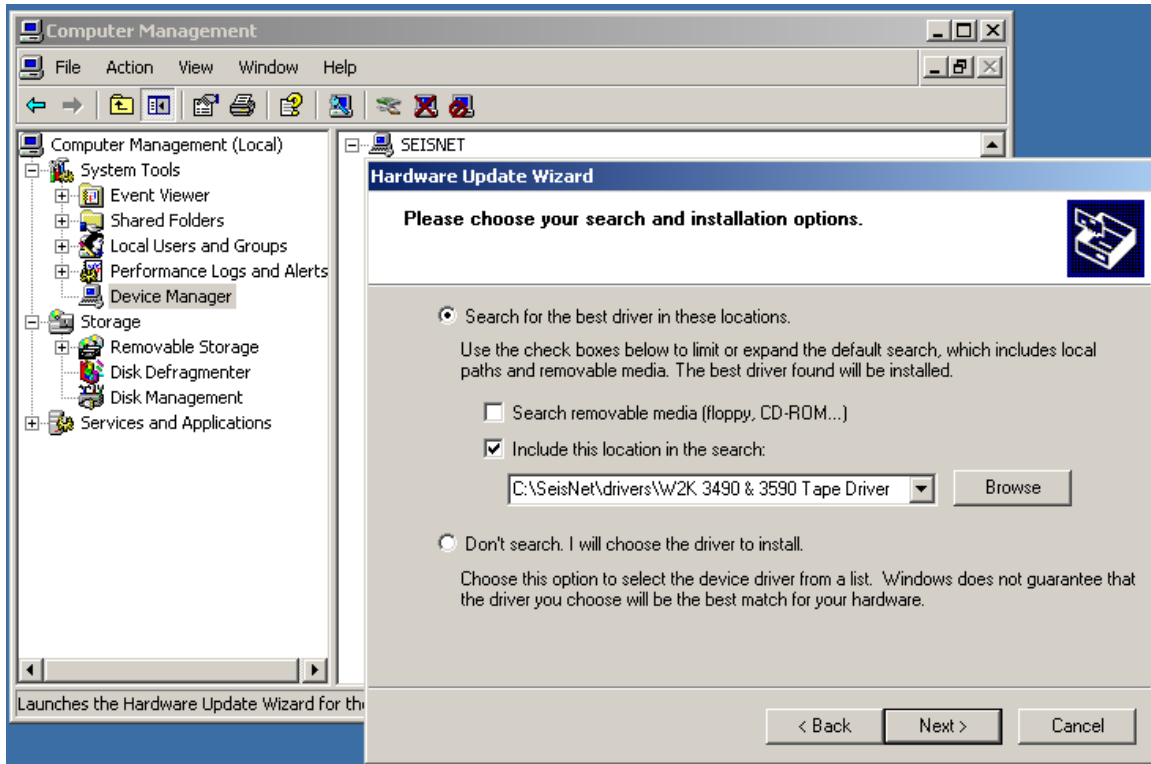 Computer Management
File Action View Window Help
Computer Management (Local)
System Tools
Event Viewer
Shared Folders
Local Users and Groups
Performance Logs and Alerts
Device Manager
Storage
Removable Storage
Disk Defragmenter
Disk Management
Services and Applications
SEISNET
Launches the Hardware Update Wizard for the
Hardware Update Wizard
Please choose your search and installation options.
Search for the best driver in these locations.
Use the check boxes below to limit or expand the default search, which includes local
paths and removable media. The best driver found will be installed.
Search removable media (floppy, CD-ROM...)
Include this location in the search:
C:\SeisNet\drivers\W2K 3490 & 3590 Tape Driver
Browse
Don't search. I will choose the driver to install.
Choose this option to select the device driver from a list. Windows does not guarantee that
the driver you choose will be the best match for your hardware.
< Back Next > Cancel